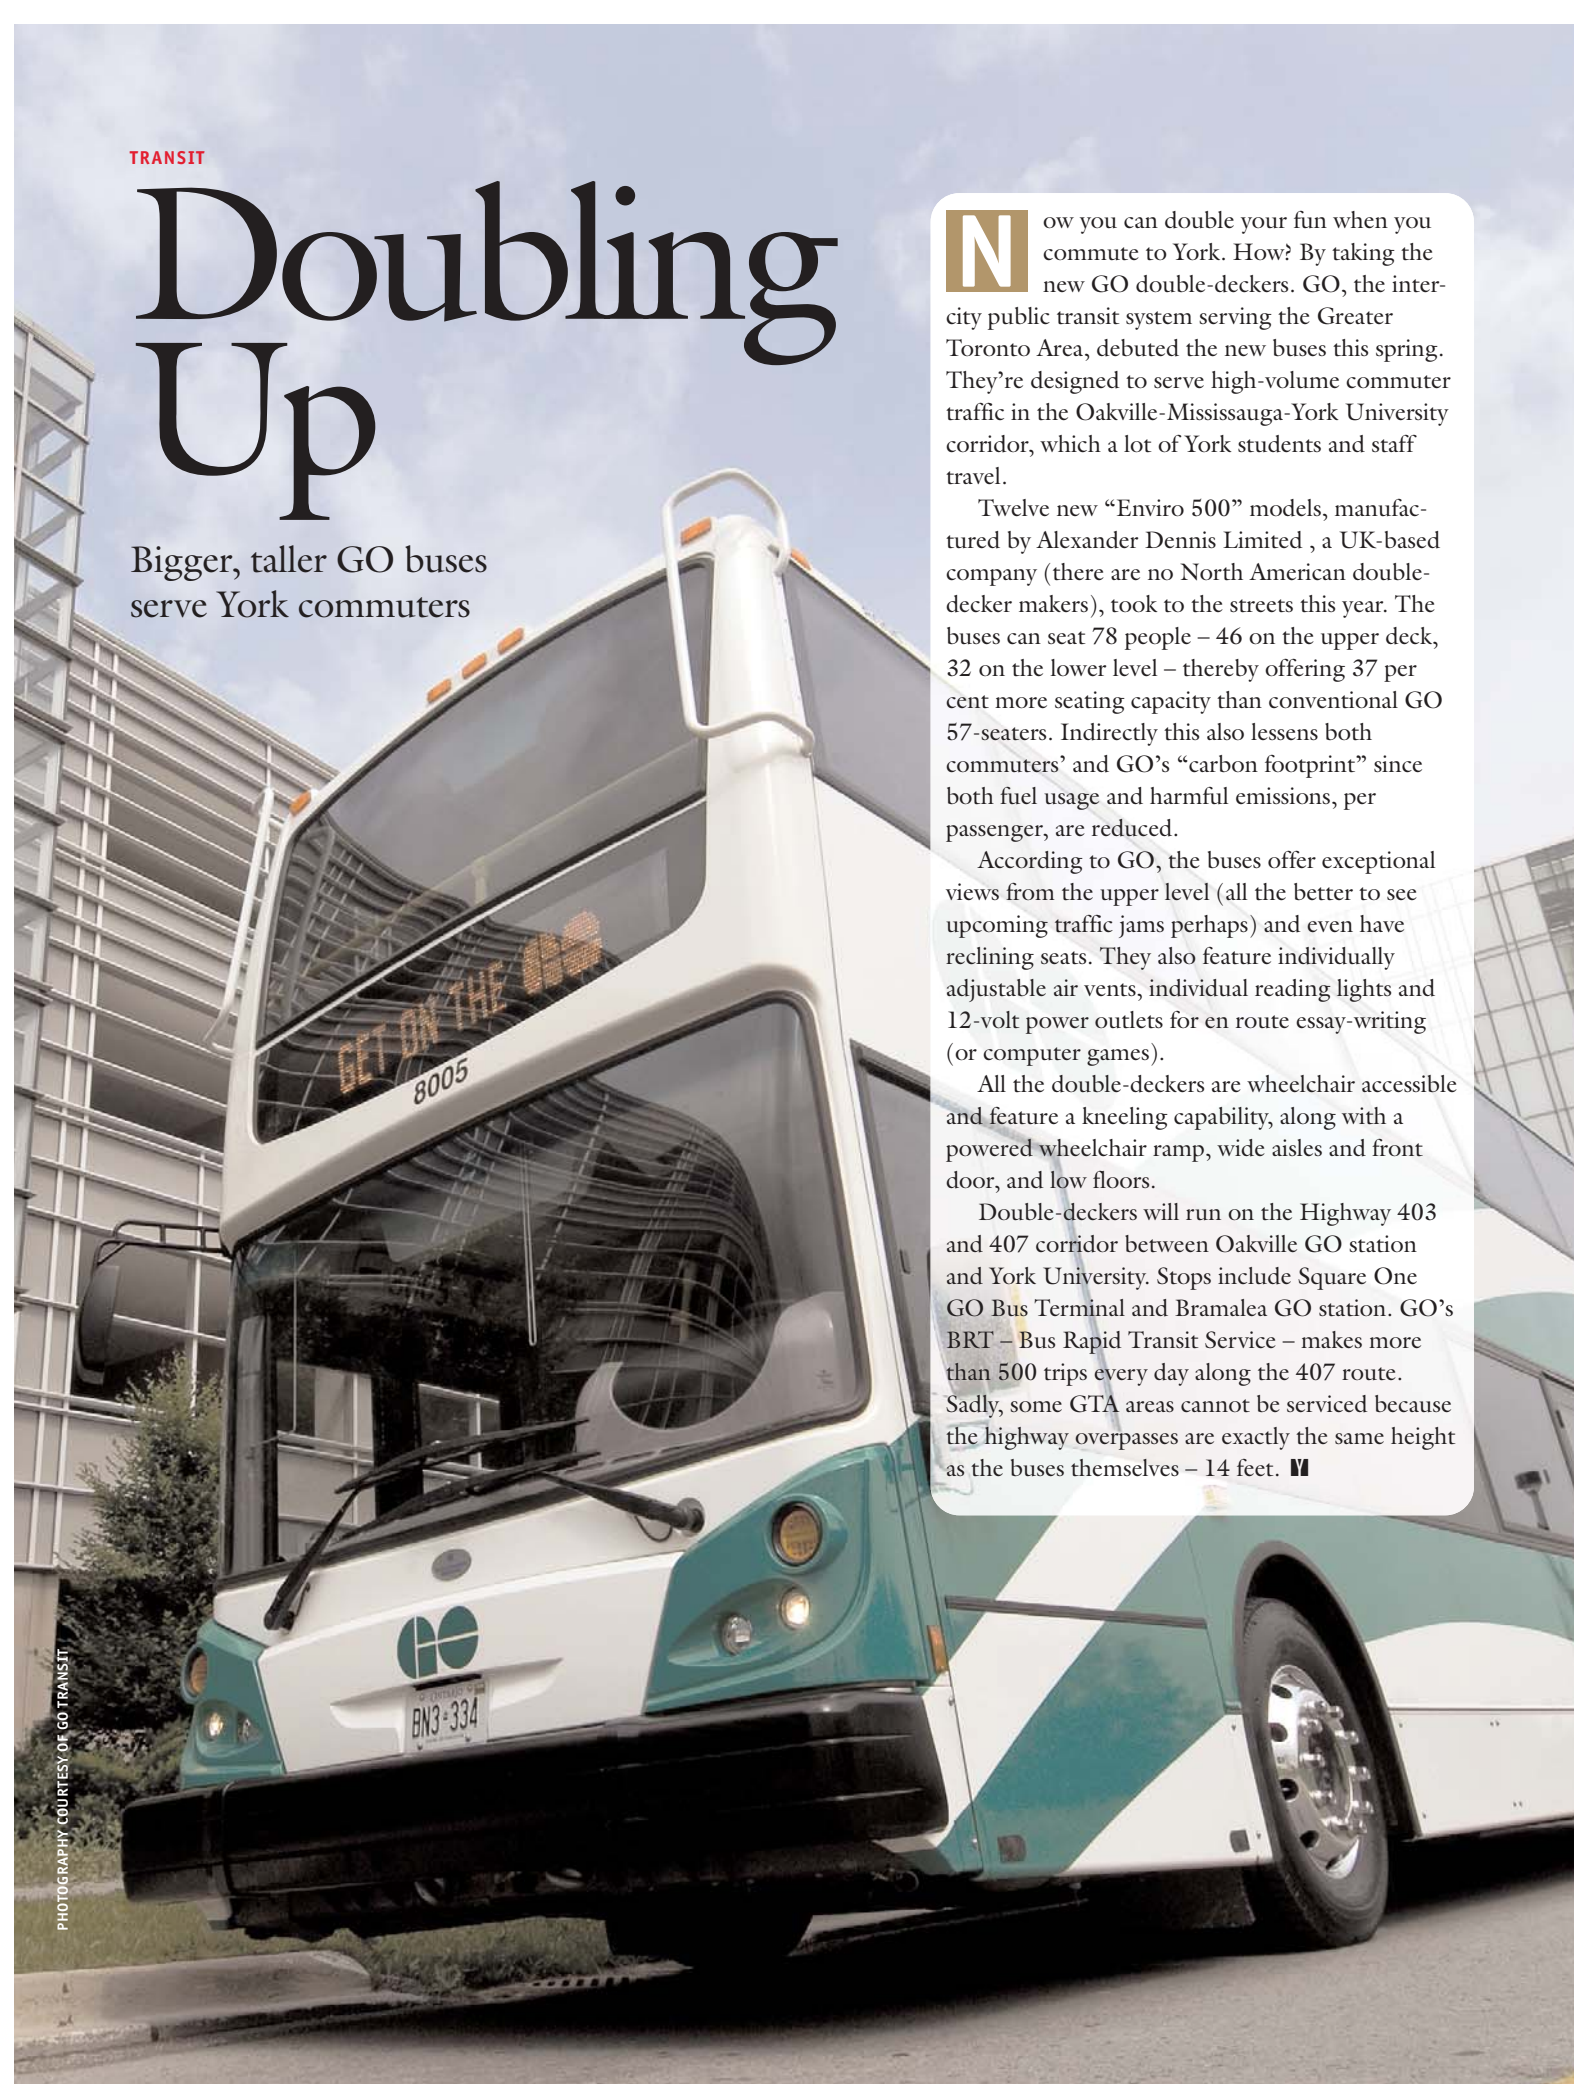 TRANSIT
Doubling
Up
Bigger, taller GO buses
serve York commuters
Now you can double your fun when you
commute to York. How? By taking the
new GO double-deckers. GO, the inter-
city public transit system serving the Greater
Toronto Area, debuted the new buses this spring.
They’re designed to serve high-volume commuter
traffic in the Oakville-Mississauga-York University
corridor, which a lot of York students and staff
travel.
Twelve new “Enviro 500” models, manufac-
tured by Alexander Dennis Limited , a UK-based
company (there are no North American double-
decker makers), took to the streets this year. The
buses can seat 78 people – 46 on the upper deck,
32 on the lower level – thereby offering 37 per
cent more seating capacity than conventional GO
57-seaters. Indirectly this also lessens both
commuters’ and GO’s “carbon footprint” since
both fuel usage and harmful emissions, per
passenger, are reduced.
According to GO, the buses offer exceptional
views from the upper level (all the better to see
upcoming traffic jams perhaps) and even have
reclining seats. They also feature individually
adjustable air vents, individual reading lights and
12-volt power outlets for en route essay-writing
(or computer games).
All the double-deckers are wheelchair accessible
and feature a kneeling capability, along with a
powered wheelchair ramp, wide aisles and front
door, and low floors.
Double-deckers will run on the Highway 403
and 407 corridor between Oakville GO station
and York University. Stops include Square One
GO Bus Terminal and Bramalea GO station. GO’s
BRT – Bus Rapid Transit Service – makes more
than 500 trips every day along the 407 route.
Sadly, some GTA areas cannot be serviced because
the highway overpasses are exactly the same height
as the buses themselves – 14 feet. Y
GET ON THE GO
8005
GO
ONTARIO
BN3 334
PHOTOGRAPHY COURTESY OF GO TRANSIT